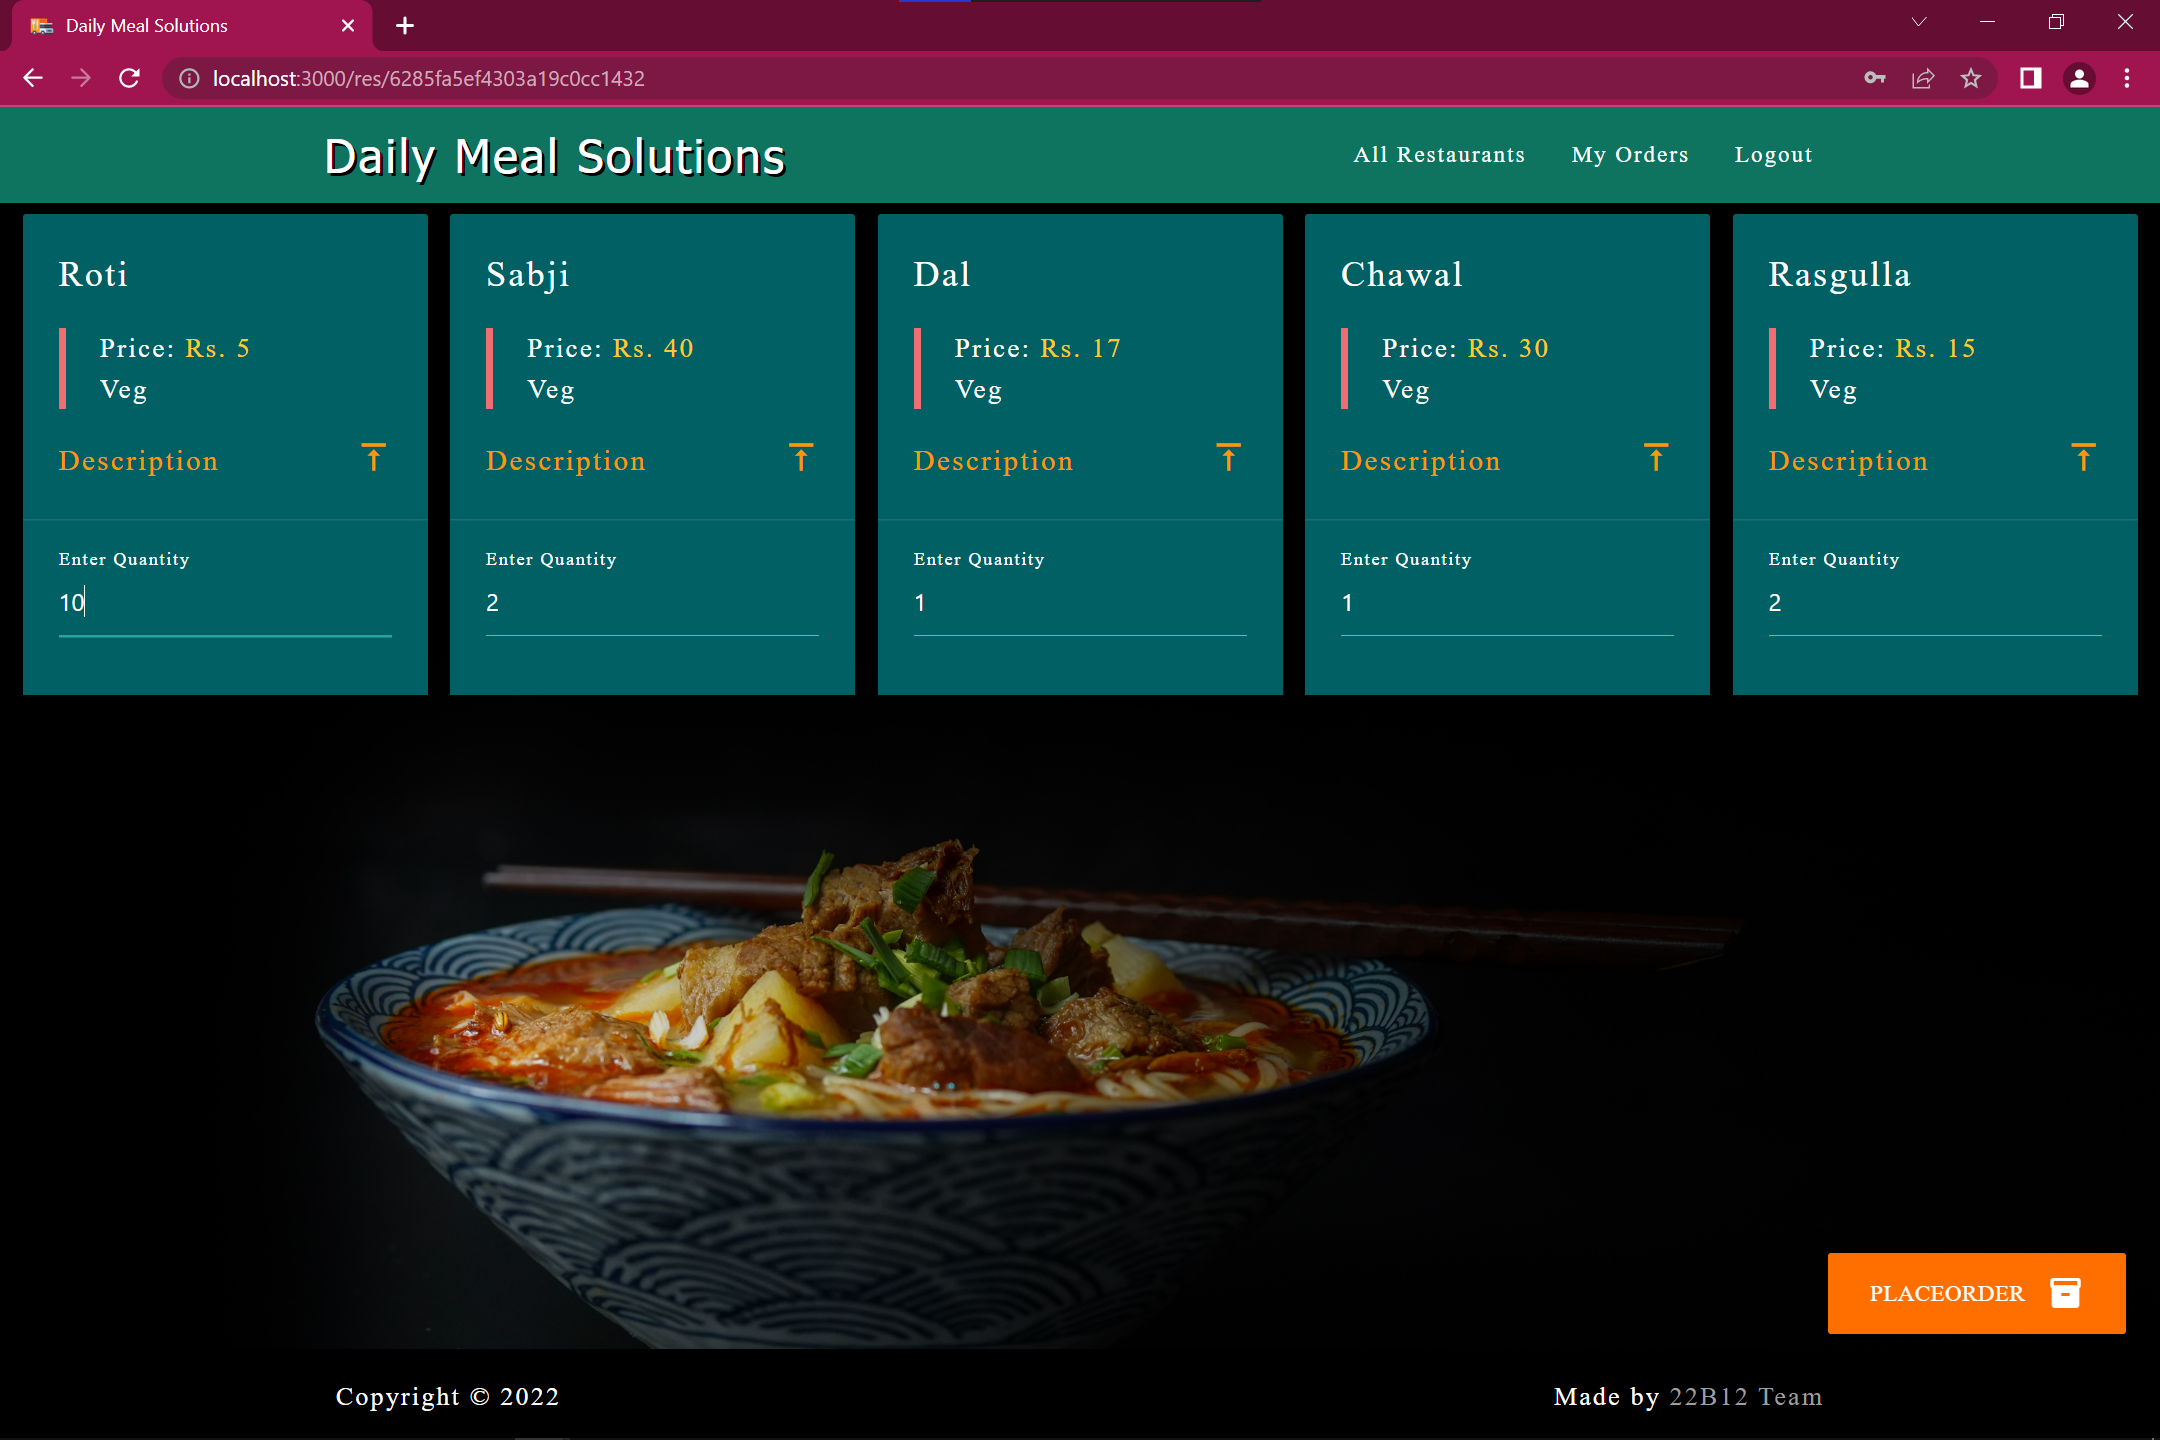 Daily Meal Solutions
localhost:3000/res/6285fa5ef4303a19c0cc1432
Daily Meal Solutions
All Restaurants
My Orders
Logout
Roti
Price: Rs. 5
Veg
Description
Enter Quantity
10
Sabji
Price: Rs. 40
Veg
Description
Enter Quantity
2
Dal
Price: Rs. 17
Veg
Description
Enter Quantity
1
Chawal
Price: Rs. 30
Veg
Description
Enter Quantity
1
Rasgulla
Price: Rs. 15
Veg
Description
Enter Quantity
2
PLACEORDER
Copyright © 2022
Made by 22B12 Team